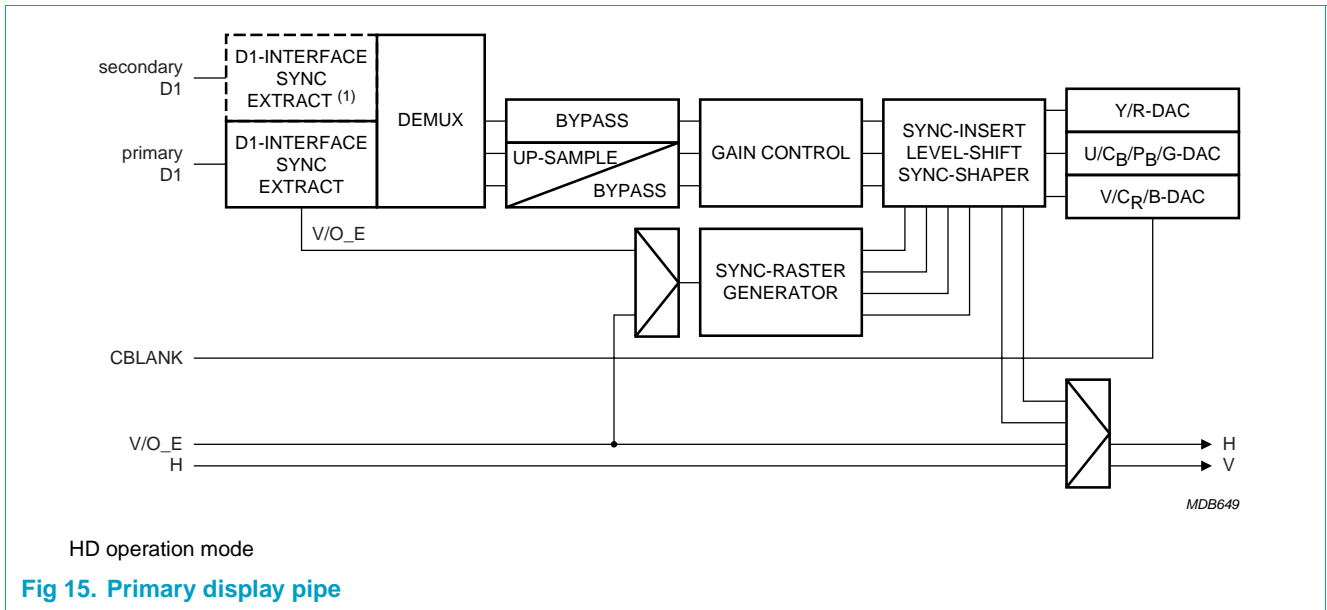 secondary
D1
D1-INTERFACE
SYNC
EXTRACT (1)
primary
D1
D1-INTERFACE
SYNC
EXTRACT
DEMUX
BYPASS
UP-SAMPLE
BYPASS
GAIN CONTROL
SYNC-INSERT
LEVEL-SHIFT
SYNC-SHAPER
Y/R-DAC
U/CB/PB/G-DAC
V/CR/B-DAC
V/O_E
SYNC-RASTER
GENERATOR
CBLANK
V/O_E
H
H
V
MDB649
HD operation mode
Fig 15. Primary display pipe